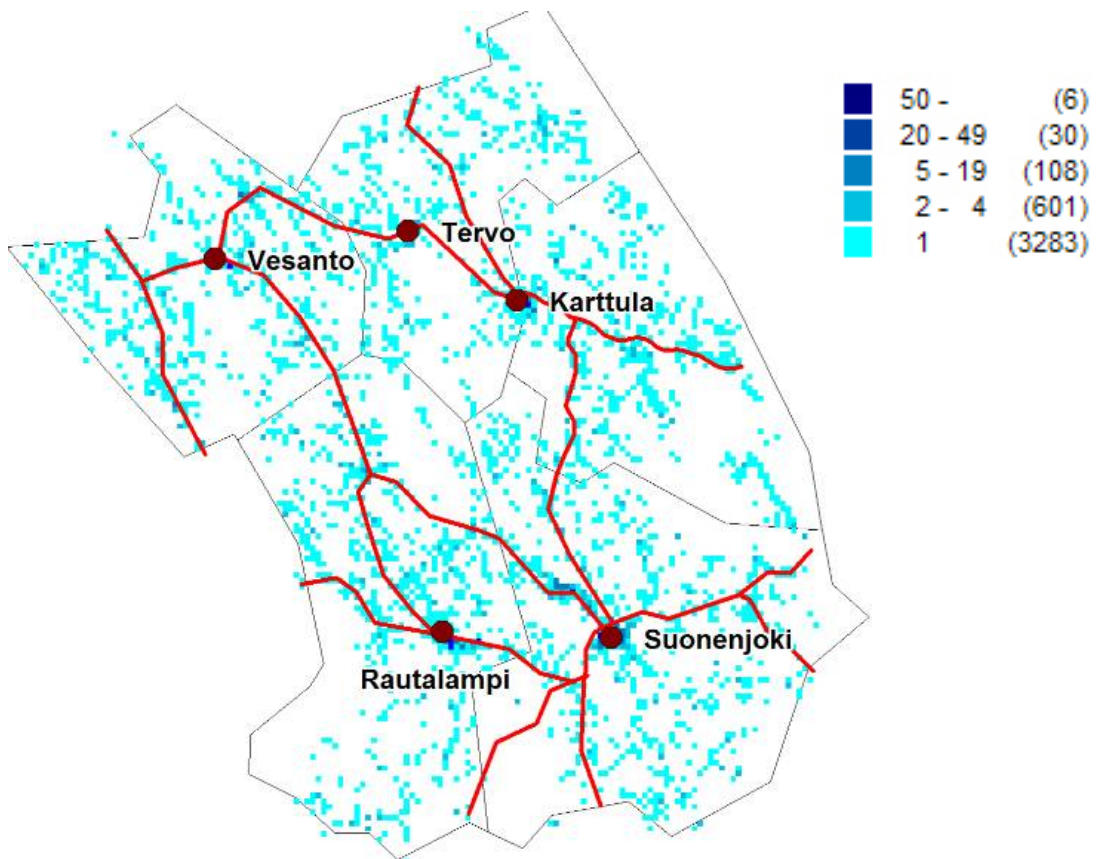 50 - (6)
20 - 49 (30)
5 - 19 (108)
2 - 4 (601)
1 (3283)
Tervo
Vesanto
Karttula
Suonenjoki
Rautalampi